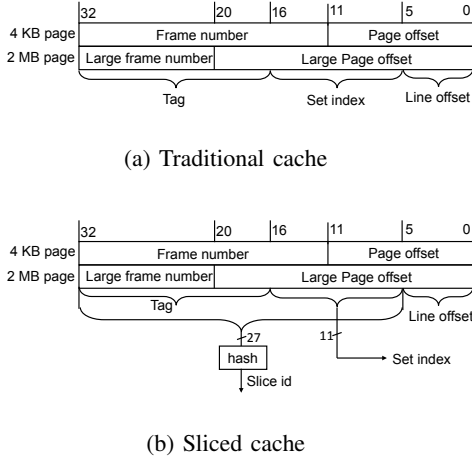 32 20 16 11 5 0
4 KB page Frame number Page offset
2 MB page Large frame number Large Page offset
Tag Set index Line offset
(a) Traditional cache
32 20 16 11 5 0
4 KB page Frame number Page offset
2 MB page Large frame number Large Page offset
Tag Line offset
27 11
hash Set index
Slice id
(b) Sliced cache